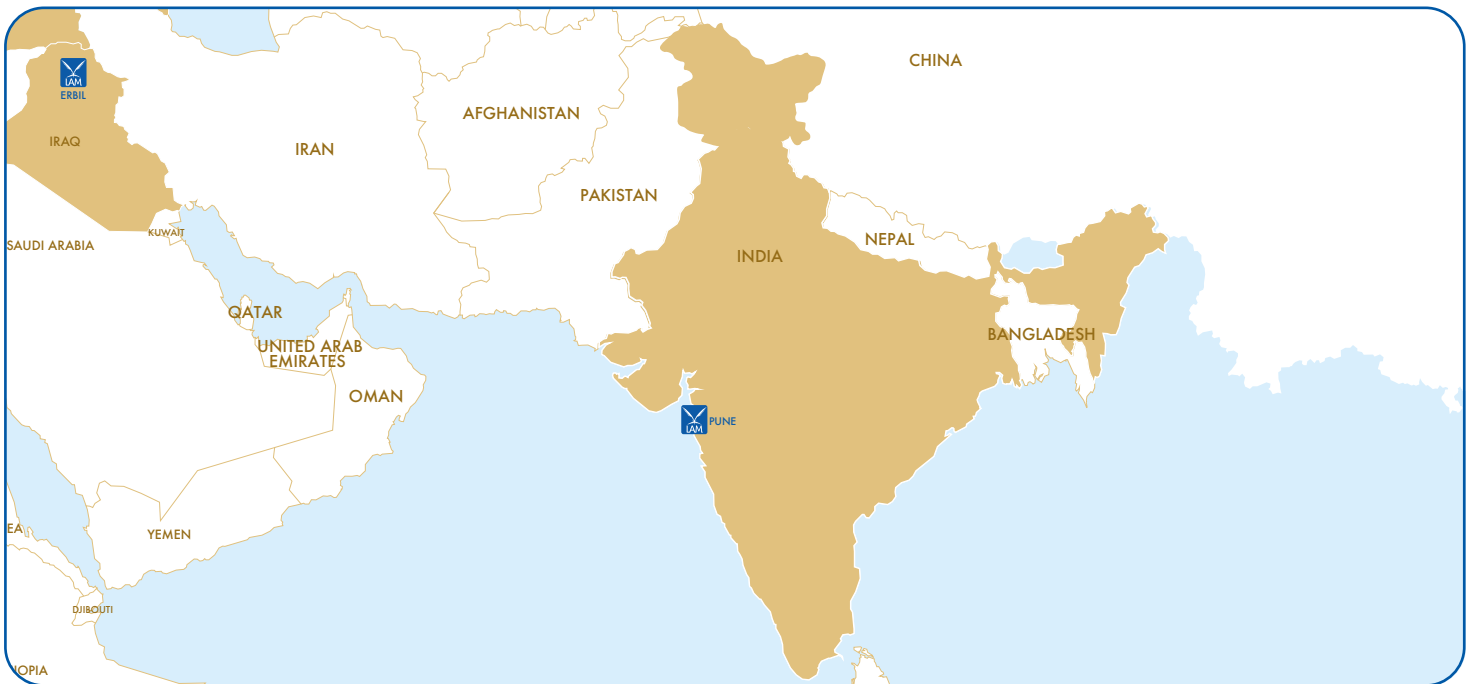 CHINA
LAM
ERBIL
AFGHANISTAN
IRAQ
IRAN
PAKISTAN
KUWAIT
NEPAL
SAUDI ARABIA
INDIA
QATAR
BANGLADESH
UNITED ARAB
EMIRATES
OMAN
LAM
PUNE
EA
YEMEN
DJIBOUTI
IOPIA